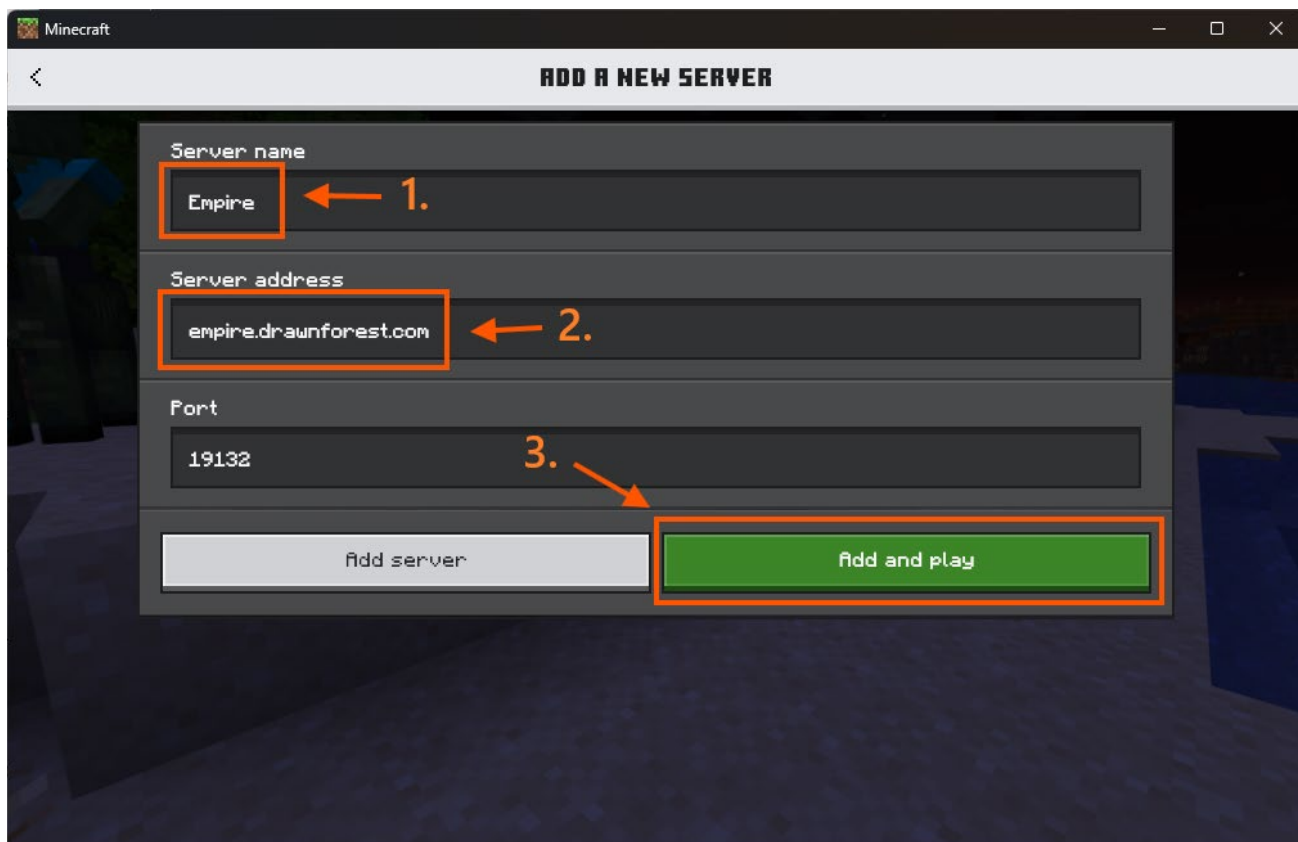 Minecraft
ADD A NEW SERVER
Server name
Empire
1.
Server address
empire.drawnforest.com
2.
Port
19132
3.
Add server
Add and play